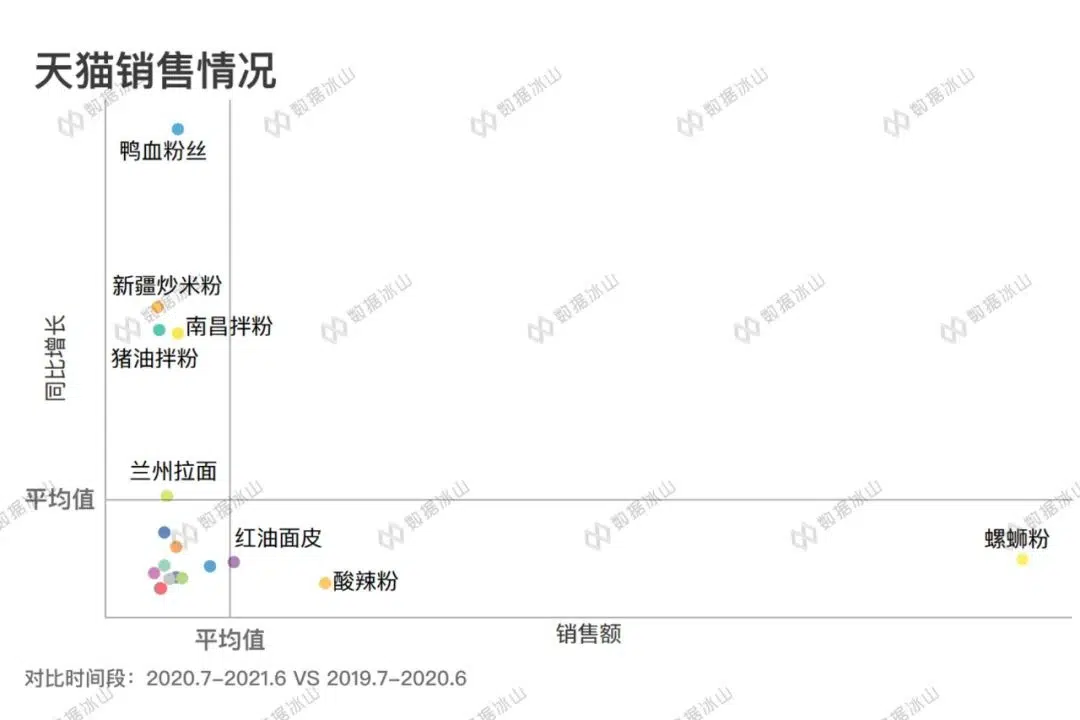 天猫销售情况
鸭血粉丝
新疆炒米粉
南昌拌粉
猪油拌粉
同比增长
兰州拉面
平均值
红油面皮
螺蛳粉
酸辣粉
平均值
销售额
对比时间段：2020.7-2021.6 VS 2019.7-2020.6
数据冰山